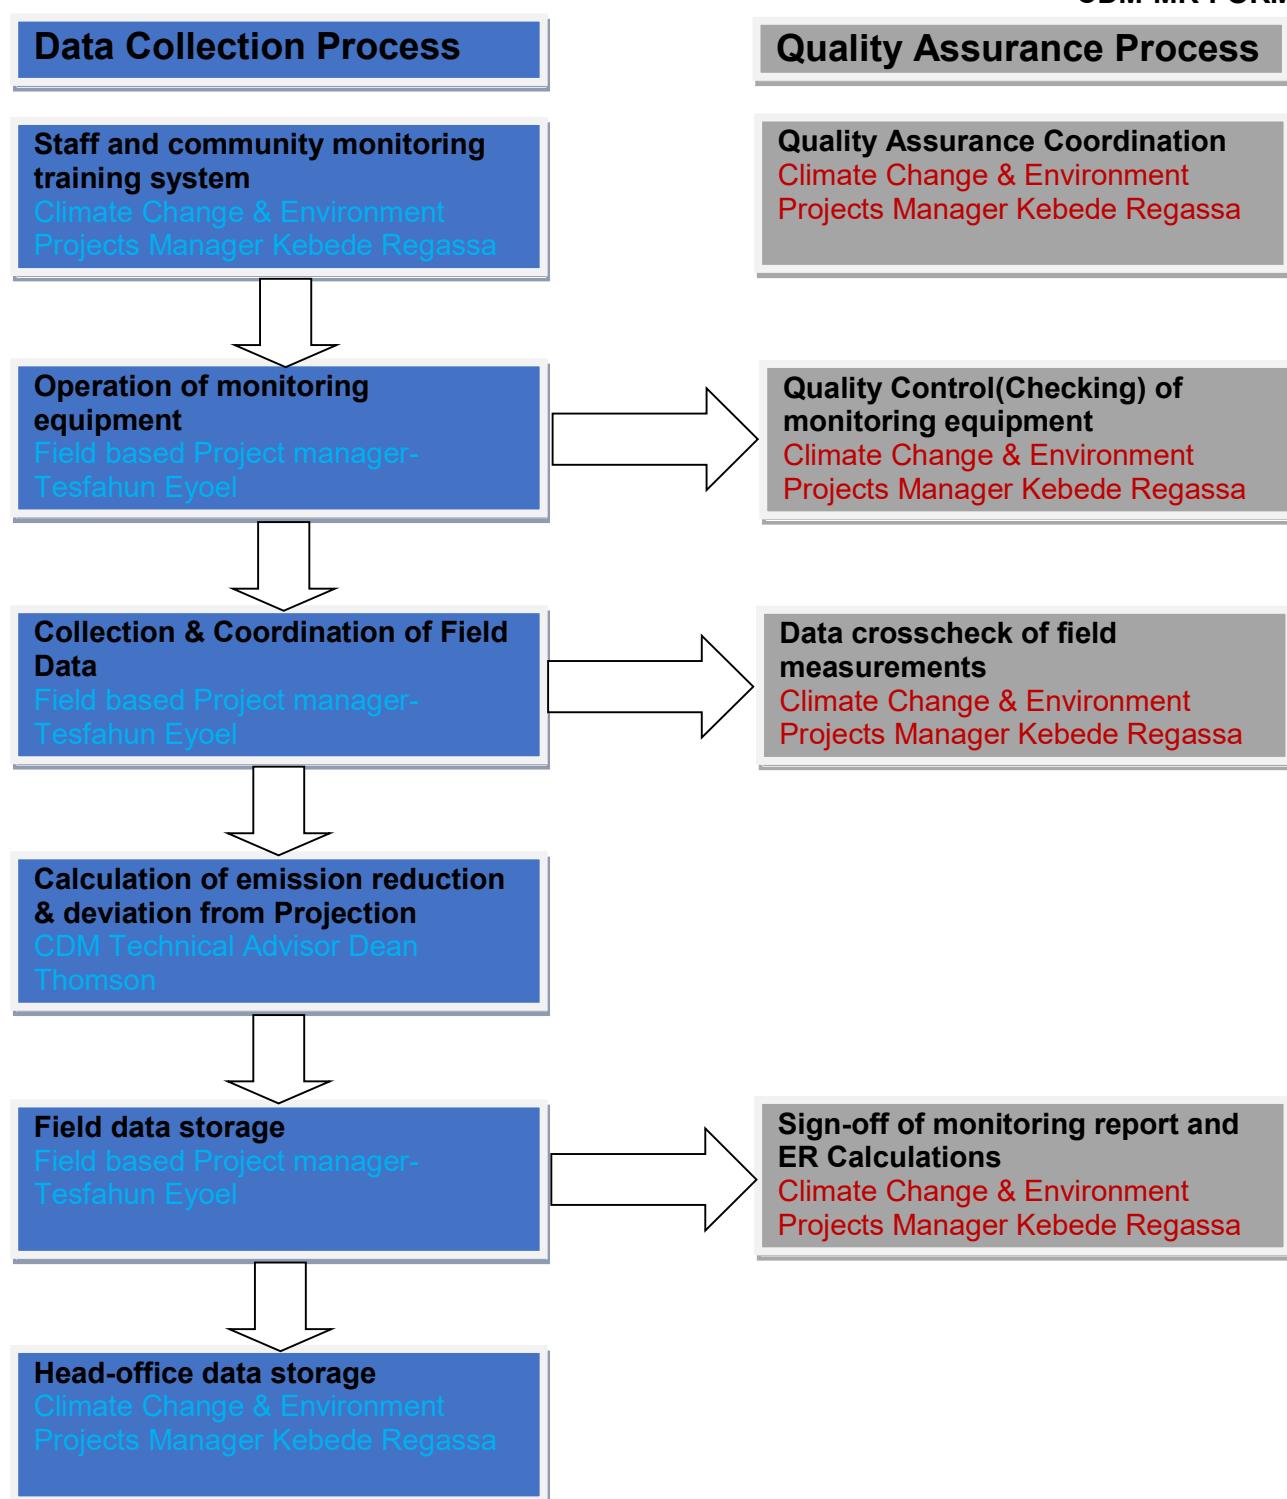 Data Collection Process
Quality Assurance Process
Staff and community monitoring
training system
Climate Change & Environment
Projects Manager Kebede Regassa
Quality Assurance Coordination
Climate Change & Environment
Projects Manager Kebede Regassa
Operation of monitoring
equipment
Field based Project manager-
Tesfahun Eyoel
Quality Control(Checking) of
monitoring equipment
Climate Change & Environment
Projects Manager Kebede Regassa
Collection & Coordination of Field
Data
Field based Project manager-
Tesfahun Eyoel
Data crosscheck of field
measurements
Climate Change & Environment
Projects Manager Kebede Regassa
Calculation of emission reduction
& deviation from Projection
CDM Technical Advisor Dean
Thomson
Field data storage
Field based Project manager-
Tesfahun Eyoel
Sign-off of monitoring report and
ER Calculations
Climate Change & Environment
Projects Manager Kebede Regassa
Head-office data storage
Climate Change & Environment
Projects Manager Kebede Regassa